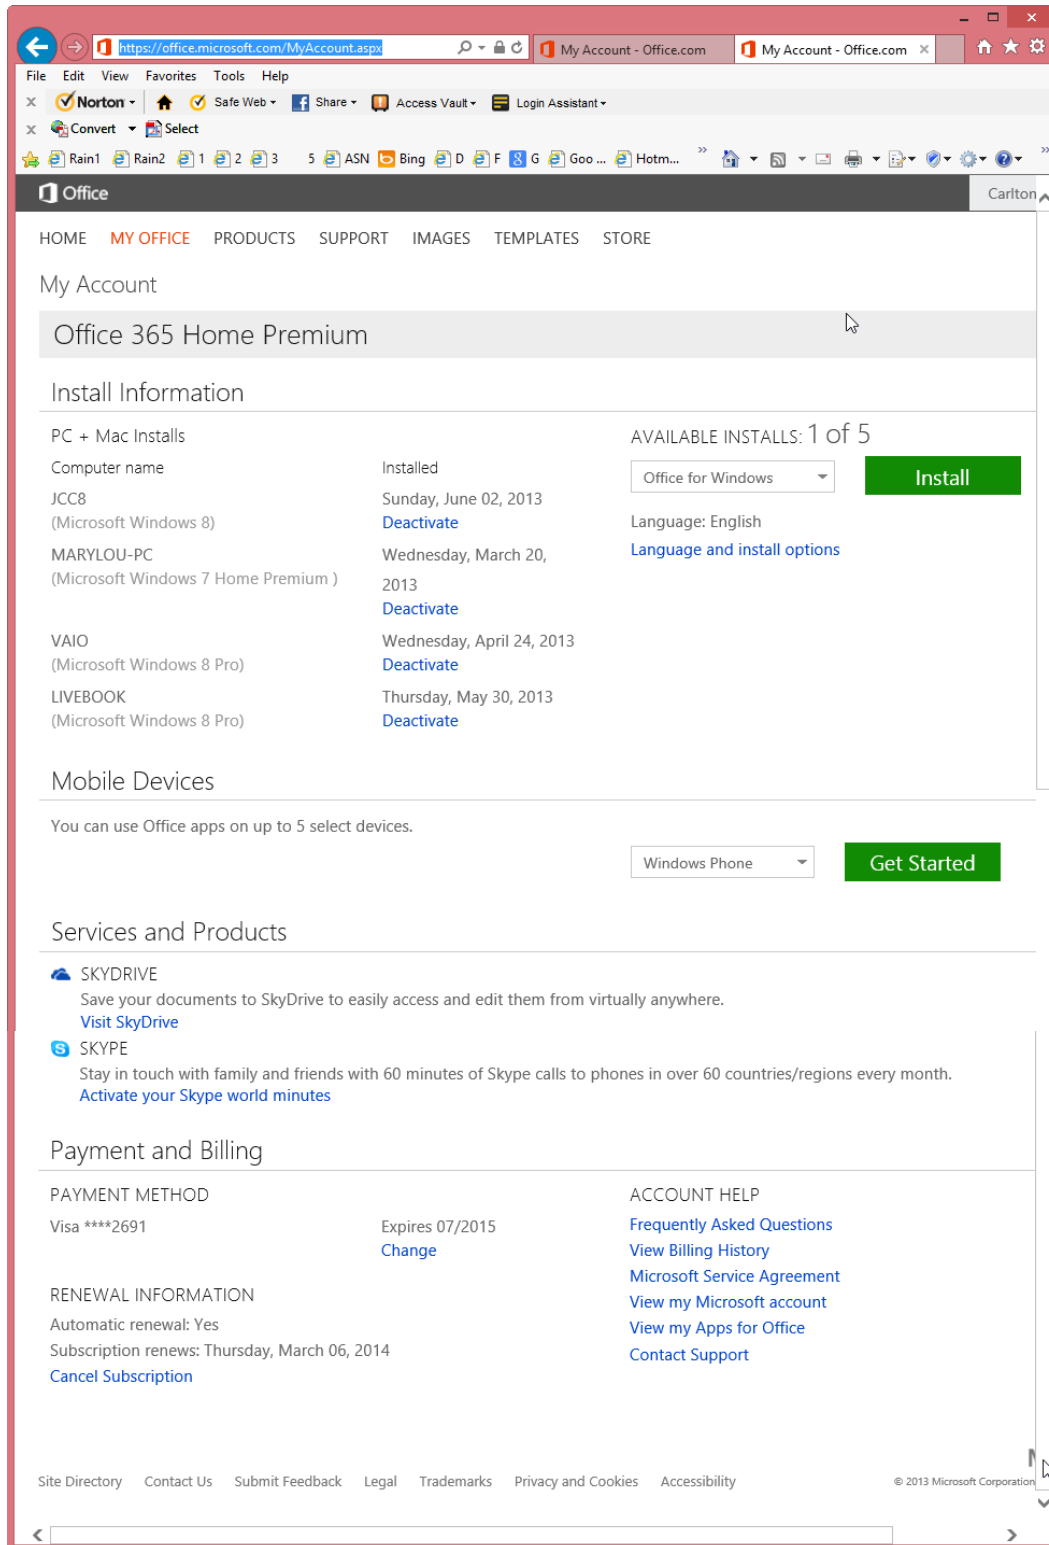 https://office.microsoft.com/MyAccount.aspx
My Account - Office.com
My Account - Office.com
File Edit View Favorites Tools Help
Norton Safe Web Share Access Vault Login Assistant
Convert Select
Rain1 Rain2 1 2 3 5 ASN Bing D F G Goo ... Hotm...
Office Carlton
HOME MY OFFICE PRODUCTS SUPPORT IMAGES TEMPLATES STORE
My Account
Office 365 Home Premium
Install Information
PC + Mac Installs
AVAILABLE INSTALLS: 1 of 5
Computer name Installed
Office for Windows Install
JCC8 Sunday, June 02, 2013
(Microsoft Windows 8) Deactivate
Language: English
Language and install options
MARYLOU-PC Wednesday, March 20,
(Microsoft Windows 7 Home Premium ) 2013
Deactivate
VAIO Wednesday, April 24, 2013
(Microsoft Windows 8 Pro) Deactivate
LIVEBOOK Thursday, May 30, 2013
(Microsoft Windows 8 Pro) Deactivate
Mobile Devices
You can use Office apps on up to 5 select devices.
Windows Phone Get Started
Services and Products
SKYDRIVE
Save your documents to SkyDrive to easily access and edit them from virtually anywhere.
Visit SkyDrive
SKYPE
Stay in touch with family and friends with 60 minutes of Skype calls to phones in over 60 countries/regions every month.
Activate your Skype world minutes
Payment and Billing
PAYMENT METHOD
Visa ****2691 Expires 07/2015
Change
RENEWAL INFORMATION
Automatic renewal: Yes
Subscription renews: Thursday, March 06, 2014
Cancel Subscription
ACCOUNT HELP
Frequently Asked Questions
View Billing History
Microsoft Service Agreement
View my Microsoft account
View my Apps for Office
Contact Support
Site Directory Contact Us Submit Feedback Legal Trademarks Privacy and Cookies Accessibility © 2013 Microsoft Corporation